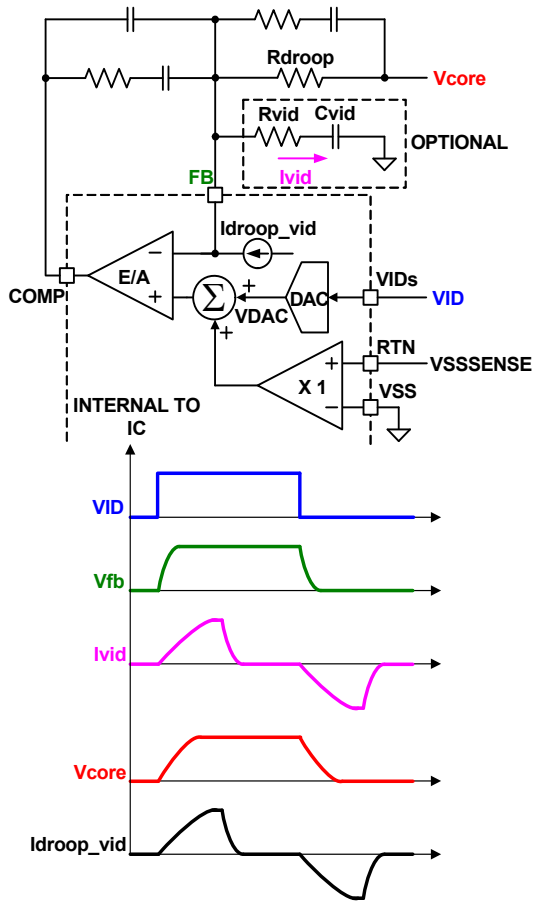 Rdroop
Vcore
Rvid
Cvid
OPTIONAL
Ivid
FB
Idroop_vid
E/A
−
+
COMP
Σ
+
+
VDAC
DAC
VIDs
VID
RTN
VSSSENSE
X 1
+
−
VSS
INTERNAL TO
IC
VID
Vfb
Ivid
Vcore
Idroop_vid